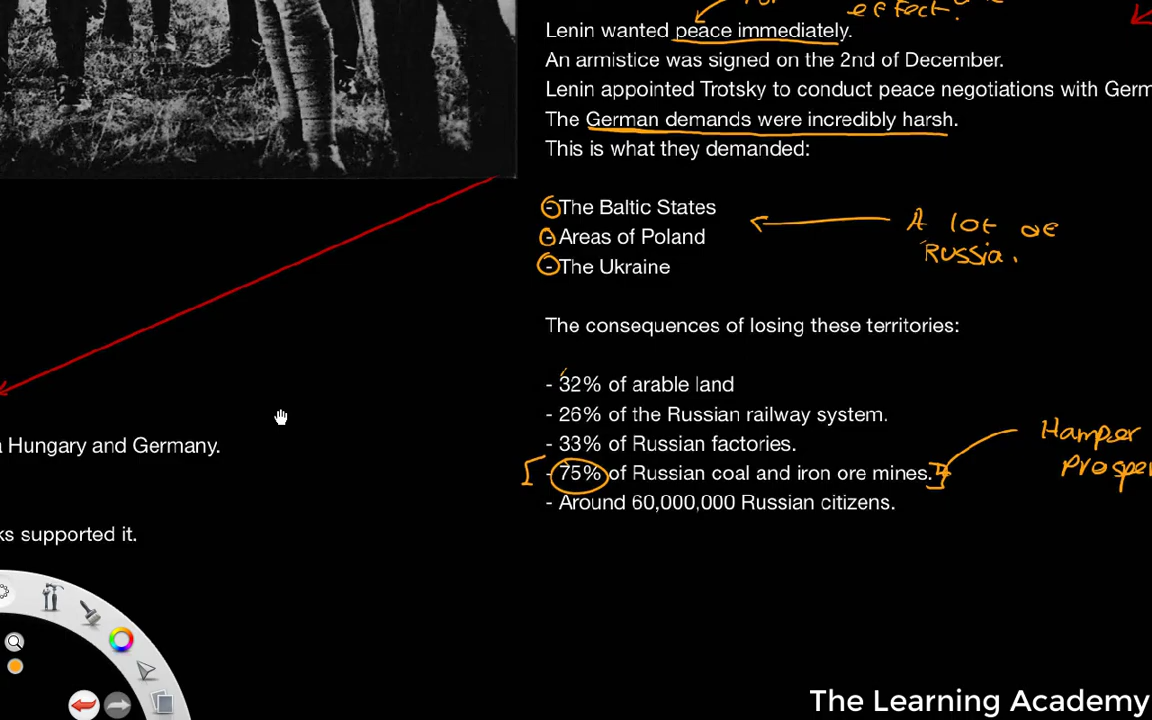 effect.
Lenin wanted peace immediately.
An armistice was signed on the 2nd of December.
Lenin appointed Trotsky to conduct peace negotiations with Germ
The German demands were incredibly harsh.
This is what they demanded:
- The Baltic States
- Areas of Poland
- The Ukraine
A lot of
Russia.
The consequences of losing these territories:
- 32% of arable land
- 26% of the Russian railway system.
- 33% of Russian factories.
- 75% of Russian coal and iron ore mines.
- Around 60,000,000 Russian citizens.
Hamper
Prosper
a Hungary and Germany.
ks supported it.
The Learning Academy